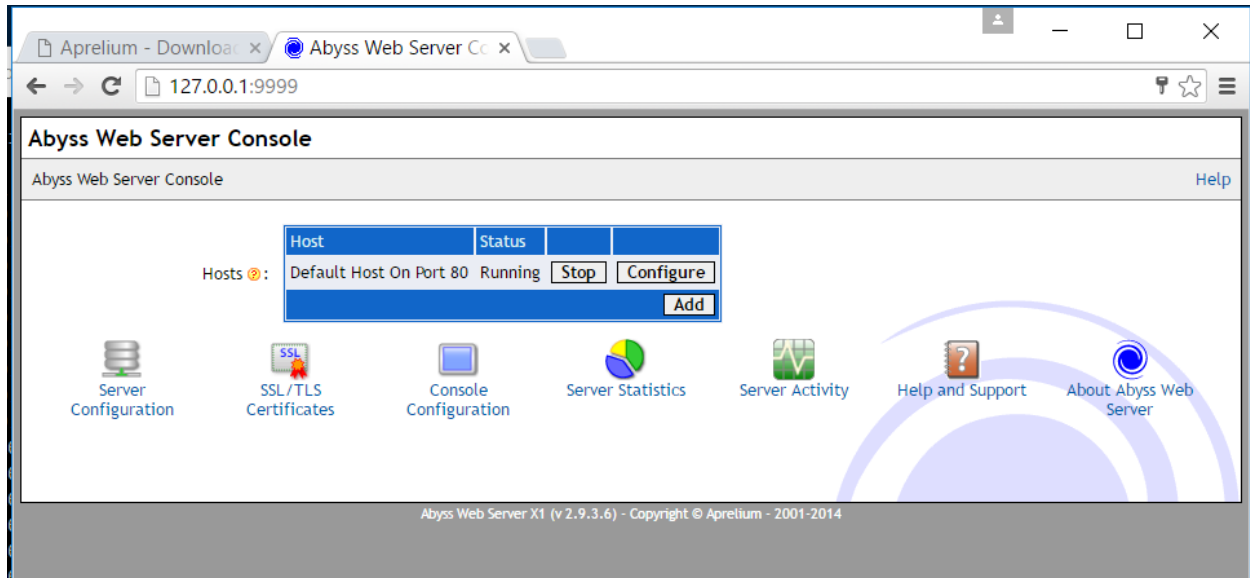 Aprelium - Download
Abyss Web Server Co
127.0.0.1:9999
Abyss Web Server Console
Abyss Web Server Console
Help
Host Status
Hosts ? : Default Host On Port 80 Running Stop Configure
Add
SSL
?
Server Configuration
SSL/TLS Certificates
Console Configuration
Server Statistics
Server Activity
Help and Support
About Abyss Web Server
Abyss Web Server X1 (v 2.9.3.6) - Copyright © Aprelium - 2001-2014